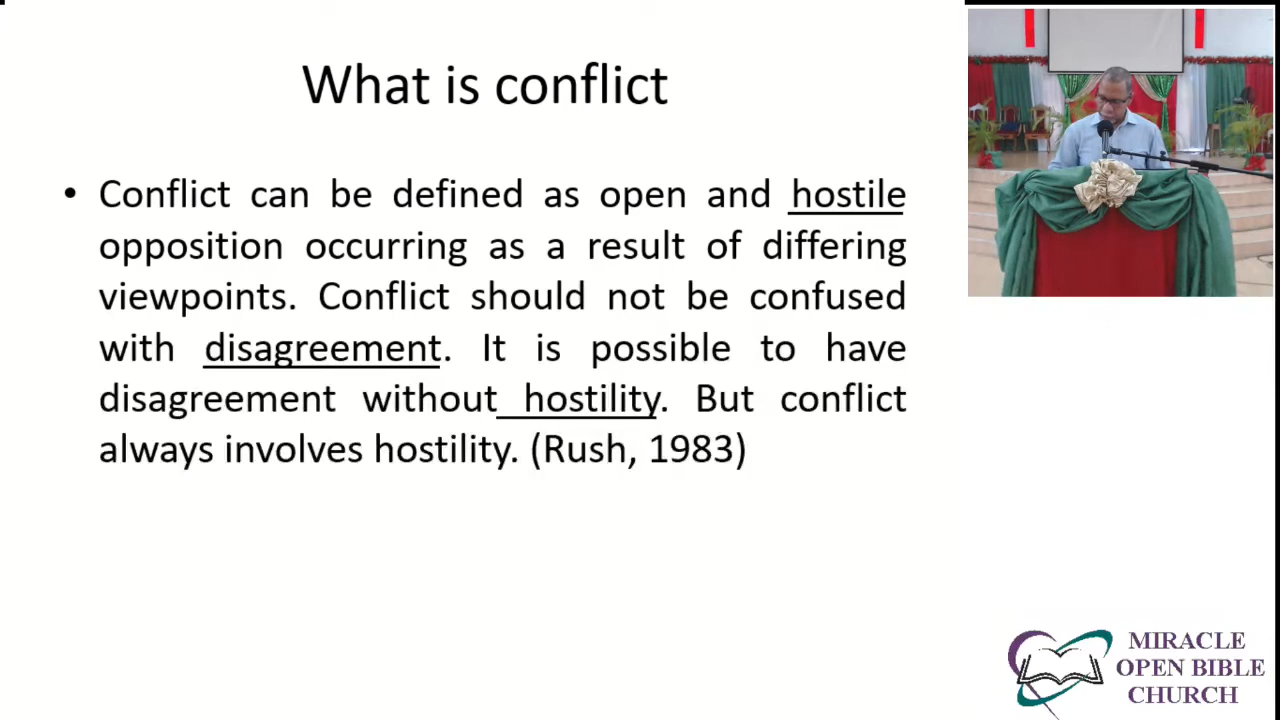 What is conflict
• Conflict can be defined as open and hostile
opposition occurring as a result of differing
viewpoints. Conflict should not be confused
with disagreement. It is possible to have
disagreement without hostility. But conflict
always involves hostility. (Rush, 1983)
MIRACLE
OPEN BIBLE
CHURCH